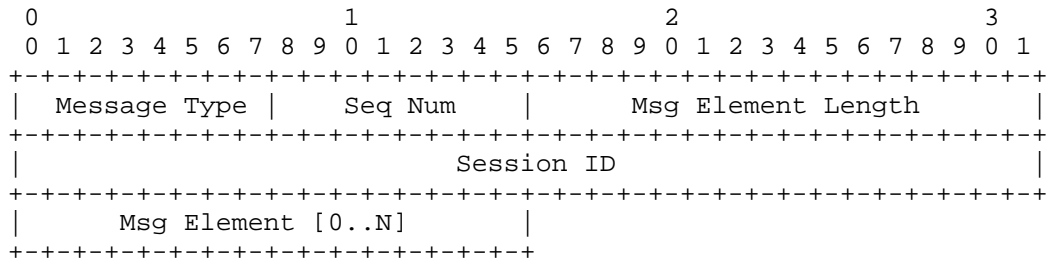 0                   1                   2                   3
 0 1 2 3 4 5 6 7 8 9 0 1 2 3 4 5 6 7 8 9 0 1 2 3 4 5 6 7 8 9 0 1
+-+-+-+-+-+-+-+-+-+-+-+-+-+-+-+-+-+-+-+-+-+-+-+-+-+-+-+-+-+-+-+-+
|  Message Type |    Seq Num    |      Msg Element Length       |
+-+-+-+-+-+-+-+-+-+-+-+-+-+-+-+-+-+-+-+-+-+-+-+-+-+-+-+-+-+-+-+-+
|                           Session ID                          |
+-+-+-+-+-+-+-+-+-+-+-+-+-+-+-+-+-+-+-+-+-+-+-+-+-+-+-+-+-+-+-+-+
|      Msg Element [0..N]       |
+-+-+-+-+-+-+-+-+-+-+-+-+-+-+-+-+